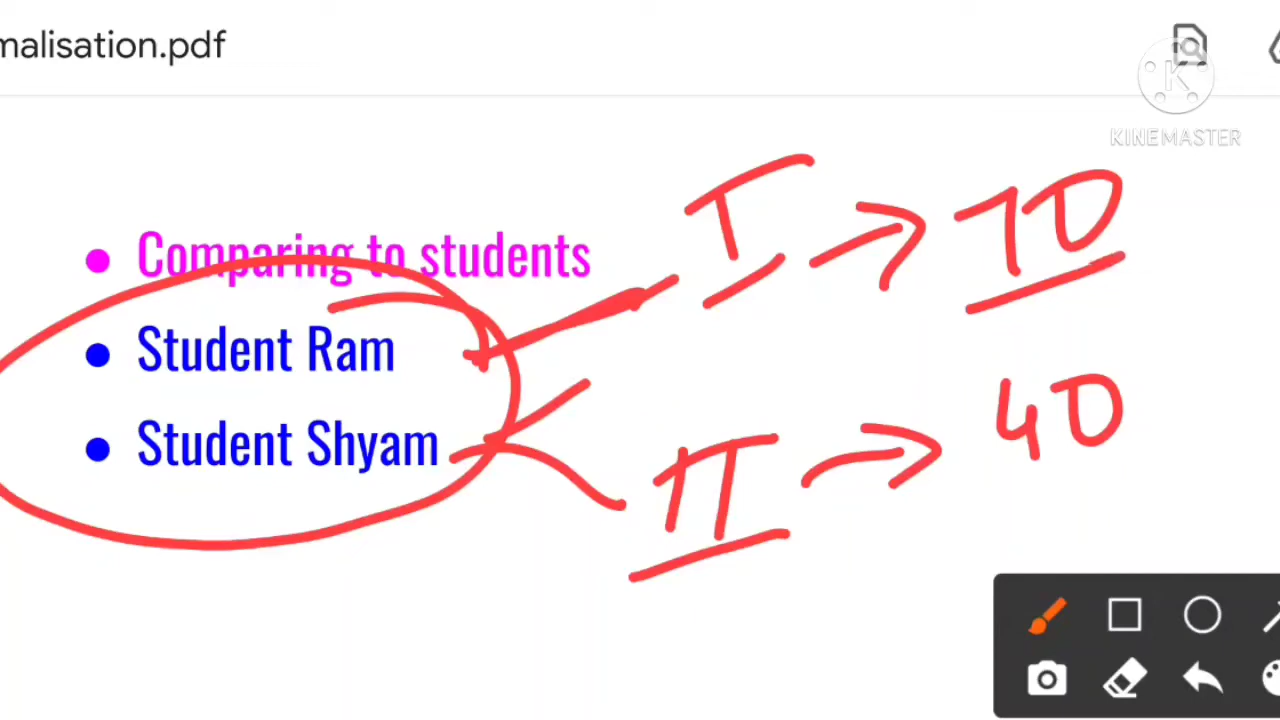 malisation.pdf
KINEMASTER
I → 70
Comparing to students
Student Ram
Student Shyam
II → 40